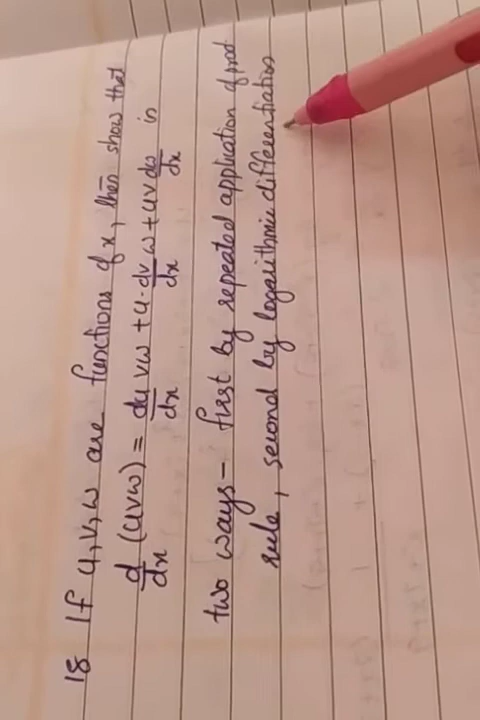 18 If u,v,w are functions of x, then show that
d/dx (uvw) = du/dx vw + u. dv/dx w + uv dw/dx in
two ways - first by repeated application of prod
rule, second by logarithmic differentiation